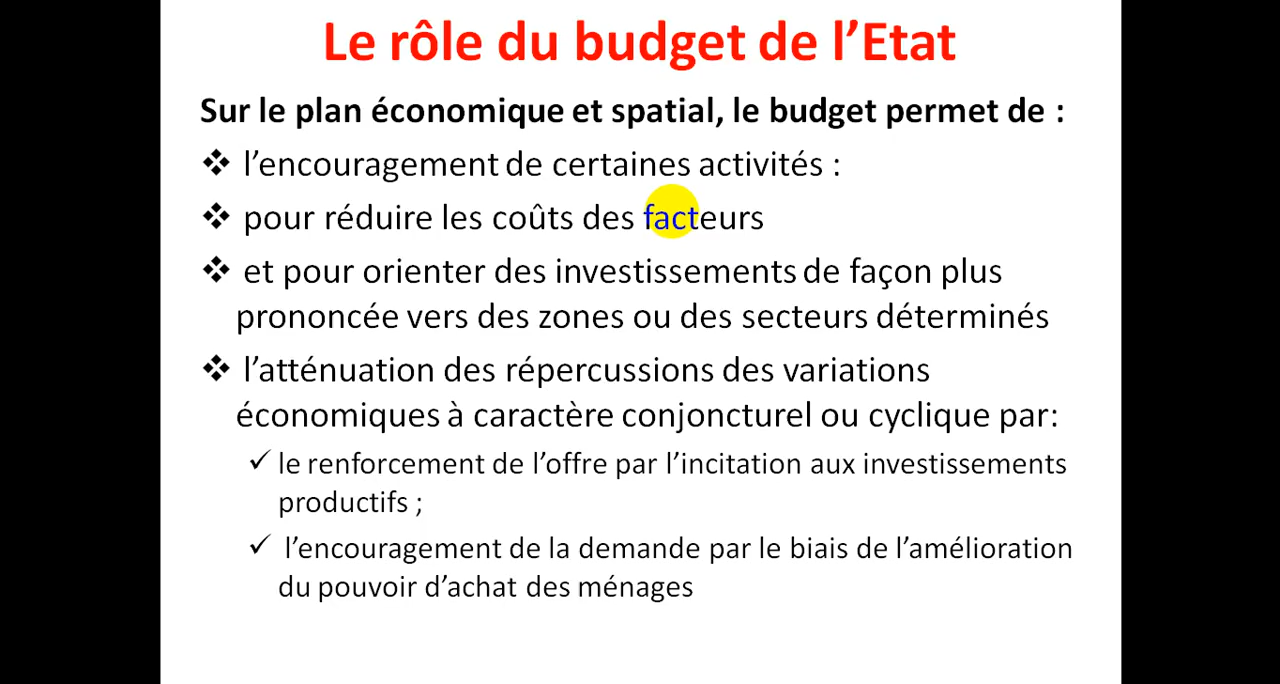 Le rôle du budget de l’Etat
Sur le plan économique et spatial, le budget permet de :
❖ l’encouragement de certaines activités :
❖ pour réduire les coûts des facteurs
❖ et pour orienter des investissements de façon plus
prononcée vers des zones ou des secteurs déterminés
❖ l’atténuation des répercussions des variations
économiques à caractère conjoncturel ou cyclique par:
✓ le renforcement de l’offre par l’incitation aux investissements
productifs ;
✓ l’encouragement de la demande par le biais de l’amélioration
du pouvoir d’achat des ménages